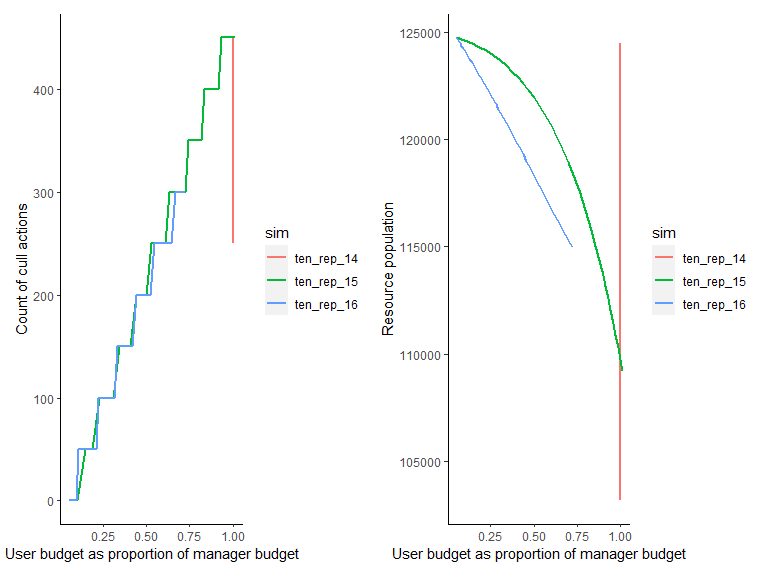 Count of cull actions
400
300
200
100
0
0.25 0.50 0.75 1.00
User budget as proportion of manager budget
sim
ten_rep_14
ten_rep_15
ten_rep_16
Resource population
125000
120000
115000
110000
105000
0.25 0.50 0.75 1.00
User budget as proportion of manager budget
sim
ten_rep_14
ten_rep_15
ten_rep_16